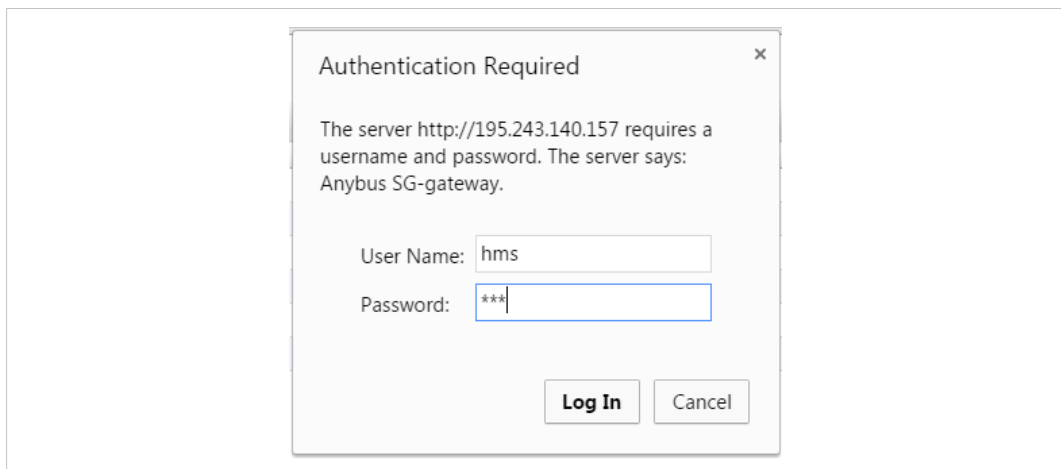 Authentication Required
×
The server http://195.243.140.157 requires a
username and password. The server says:
Anybus SG-gateway.
User Name: hms
Password: ***
Log In Cancel